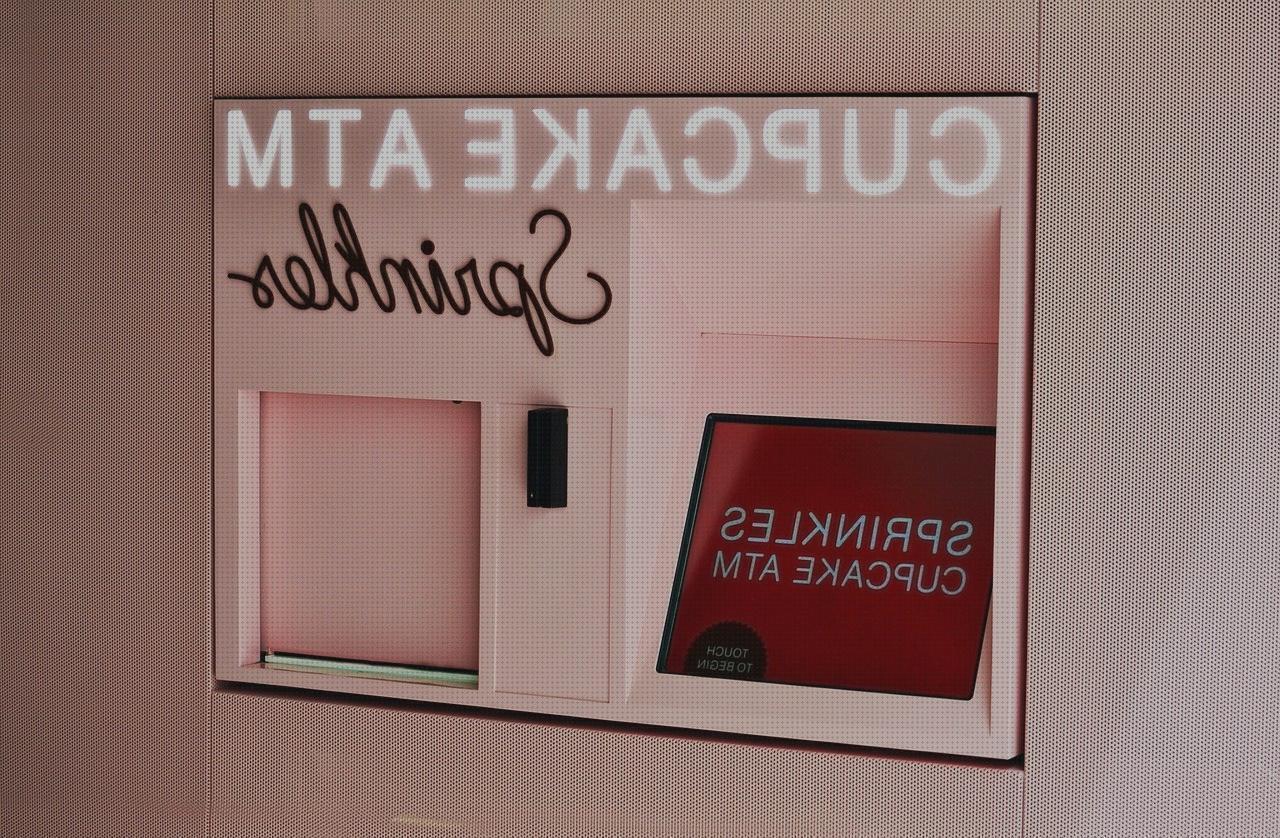 CUPCAKE ATM
Sprinkles
SPRINKLES
CUPCAKE ATM
TOUCH
TO BEGIN